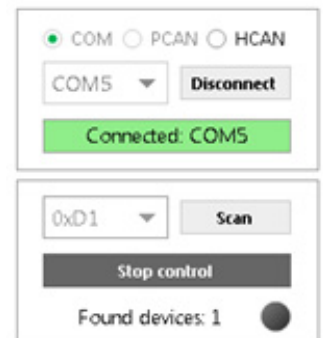 COM PCAN HCAN
COM5 Disconnect
Connected: COM5
0xD1 Scan
Stop control
Found devices: 1